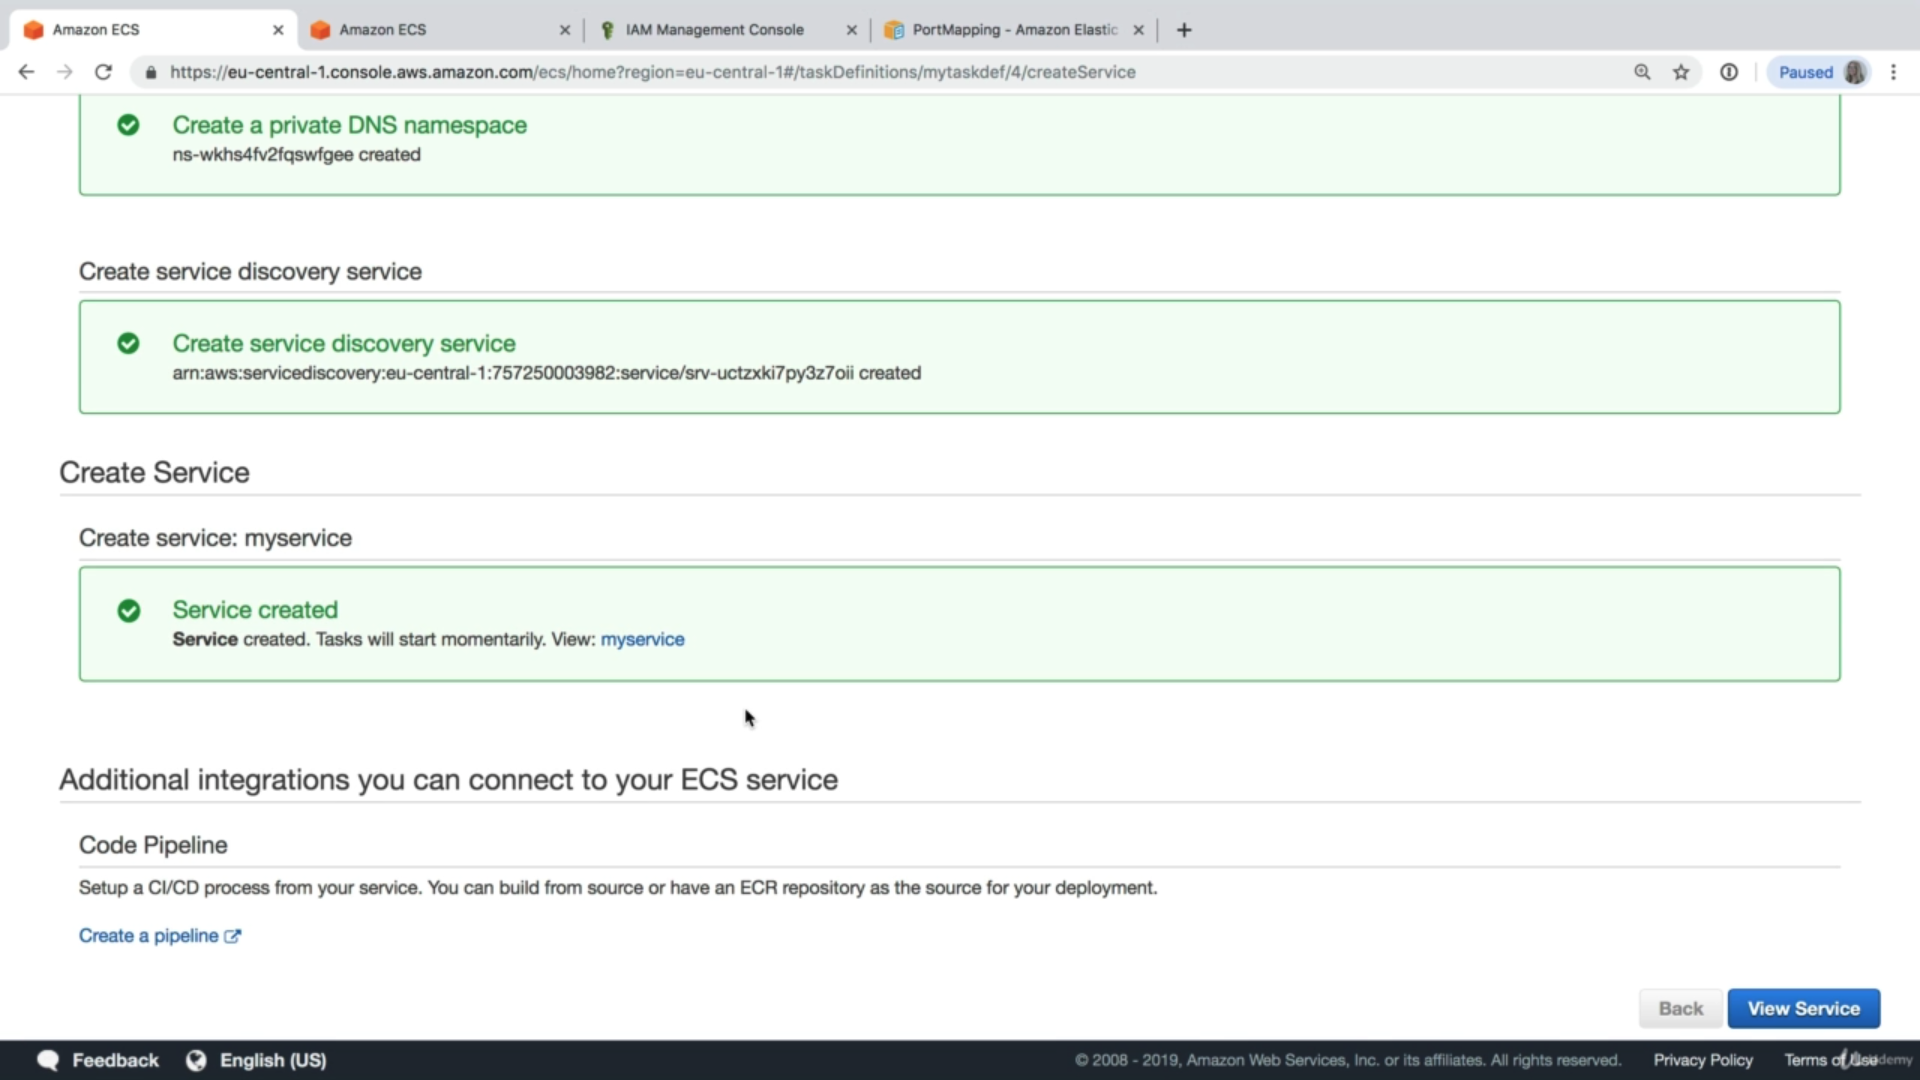 Amazon ECS
Amazon ECS
IAM Management Console
PortMapping - Amazon Elastic
https://eu-central-1.console.aws.amazon.com/ecs/home?region=eu-central-1#/taskDefinitions/mytaskdef/4/createService
Paused
Create a private DNS namespace
ns-wkhs4fv2fqswfgee created
Create service discovery service
Create service discovery service
arn:aws:servicediscovery:eu-central-1:757250003982:service/srv-uctzxki7py3z7oii created
Create Service
Create service: myservice
Service created
Service created. Tasks will start momentarily. View: myservice
Additional integrations you can connect to your ECS service
Code Pipeline
Setup a CI/CD process from your service. You can build from source or have an ECR repository as the source for your deployment.
Create a pipeline
Back
View Service
Feedback
English (US)
© 2008 - 2019, Amazon Web Services, Inc. or its affiliates. All rights reserved.
Privacy Policy
Terms of Use